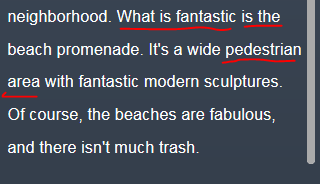 neighborhood. What is fantastic is the
beach promenade. It's a wide pedestrian
area with fantastic modern sculptures.
Of course, the beaches are fabulous,
and there isn't much trash.